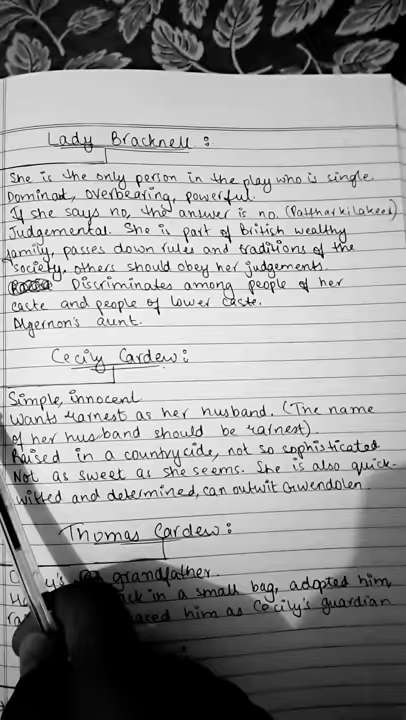 Lady Bracknell :
She is the only person in the play who is single.
Dominant, overbearing, powerful.
If she says no, the answer is no. (Patthar ki lakeer)
Judgemental. She is part of British wealthy
family, passes down rules and traditions of the
society, others should obey her judgements.
Discriminates among people of her
caste and people of lower caste.
Algernon's aunt.
Cecily Cardew :
Simple, innocent
Wants earnest as her husband. (The name
of her husband should be earnest).
Raised in a countrycide, not so sophisticated
Not as sweet as she seems. She is also quick-
witted and determined, can outwit Gwendolen.
Thomas Cardew :
grandfather.
in a small bag, adopted him,
him as Cecily's guardian